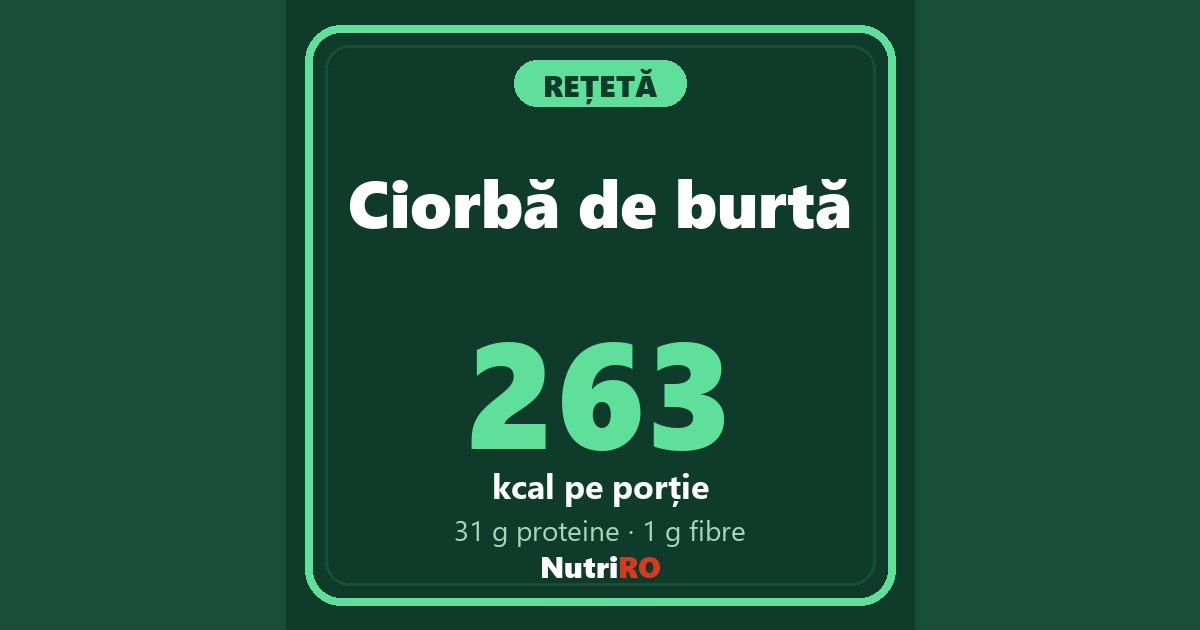 REȚETĂ
Ciorbă de burtă
263
kcal pe porție
31 g proteine · 1 g fibre
NutriRO